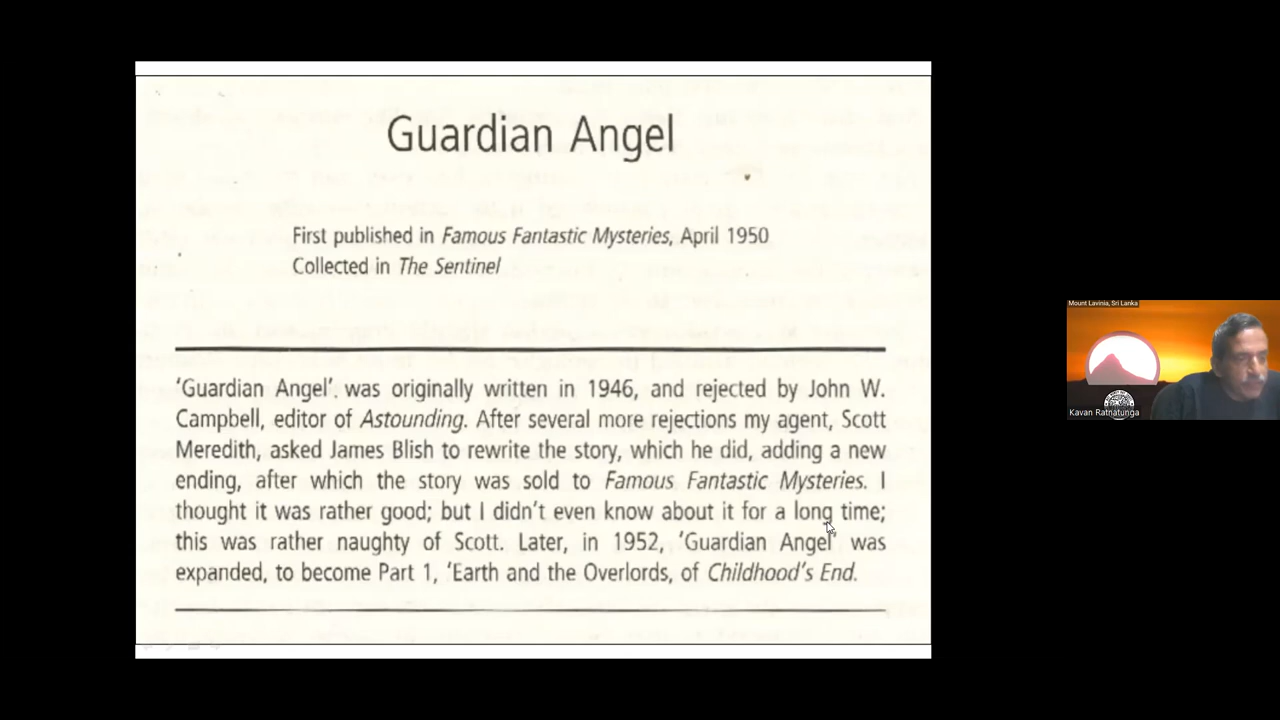 Guardian Angel
First published in Famous Fantastic Mysteries, April 1950
Collected in The Sentinel
'Guardian Angel'. was originally written in 1946, and rejected by John W.
Campbell, editor of Astounding. After several more rejections my agent, Scott
Meredith, asked James Blish to rewrite the story, which he did, adding a new
ending, after which the story was sold to Famous Fantastic Mysteries. I
thought it was rather good; but I didn't even know about it for a long time;
this was rather naughty of Scott. Later, in 1952, 'Guardian Angel' was
expanded, to become Part 1, 'Earth and the Overlords, of Childhood's End.
Mount Lavinia, Sri Lanka
Kavan Ratnatunga